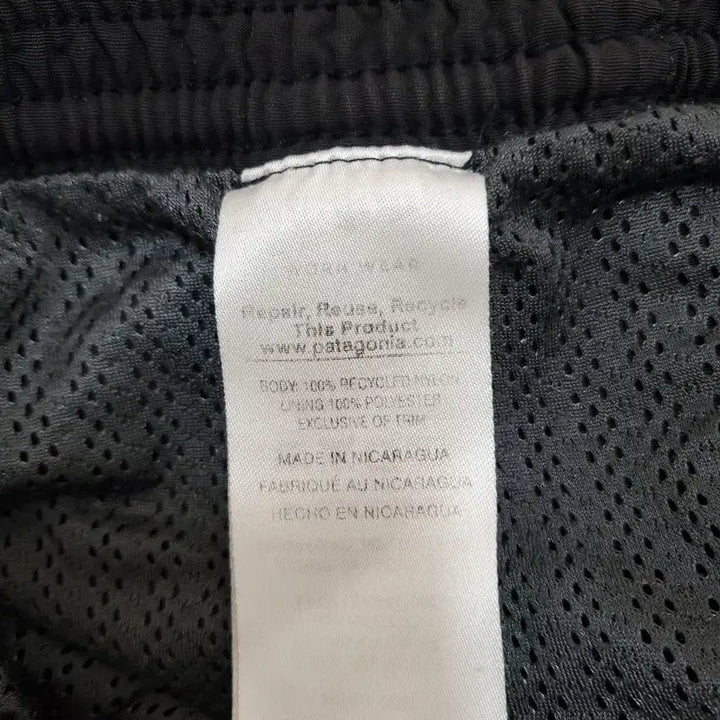 WORN WEAR
Repair, Reuse, Recycle
This Product
www.patagonia.com
BODY 100% RECYCLED NYLON
LINING 100% POLYESTER
EXCLUSIVE OF TRIM
MADE IN NICARAGUA
FABRIQUÉ AU NICARAGUA
HECHO EN NICARAGUA